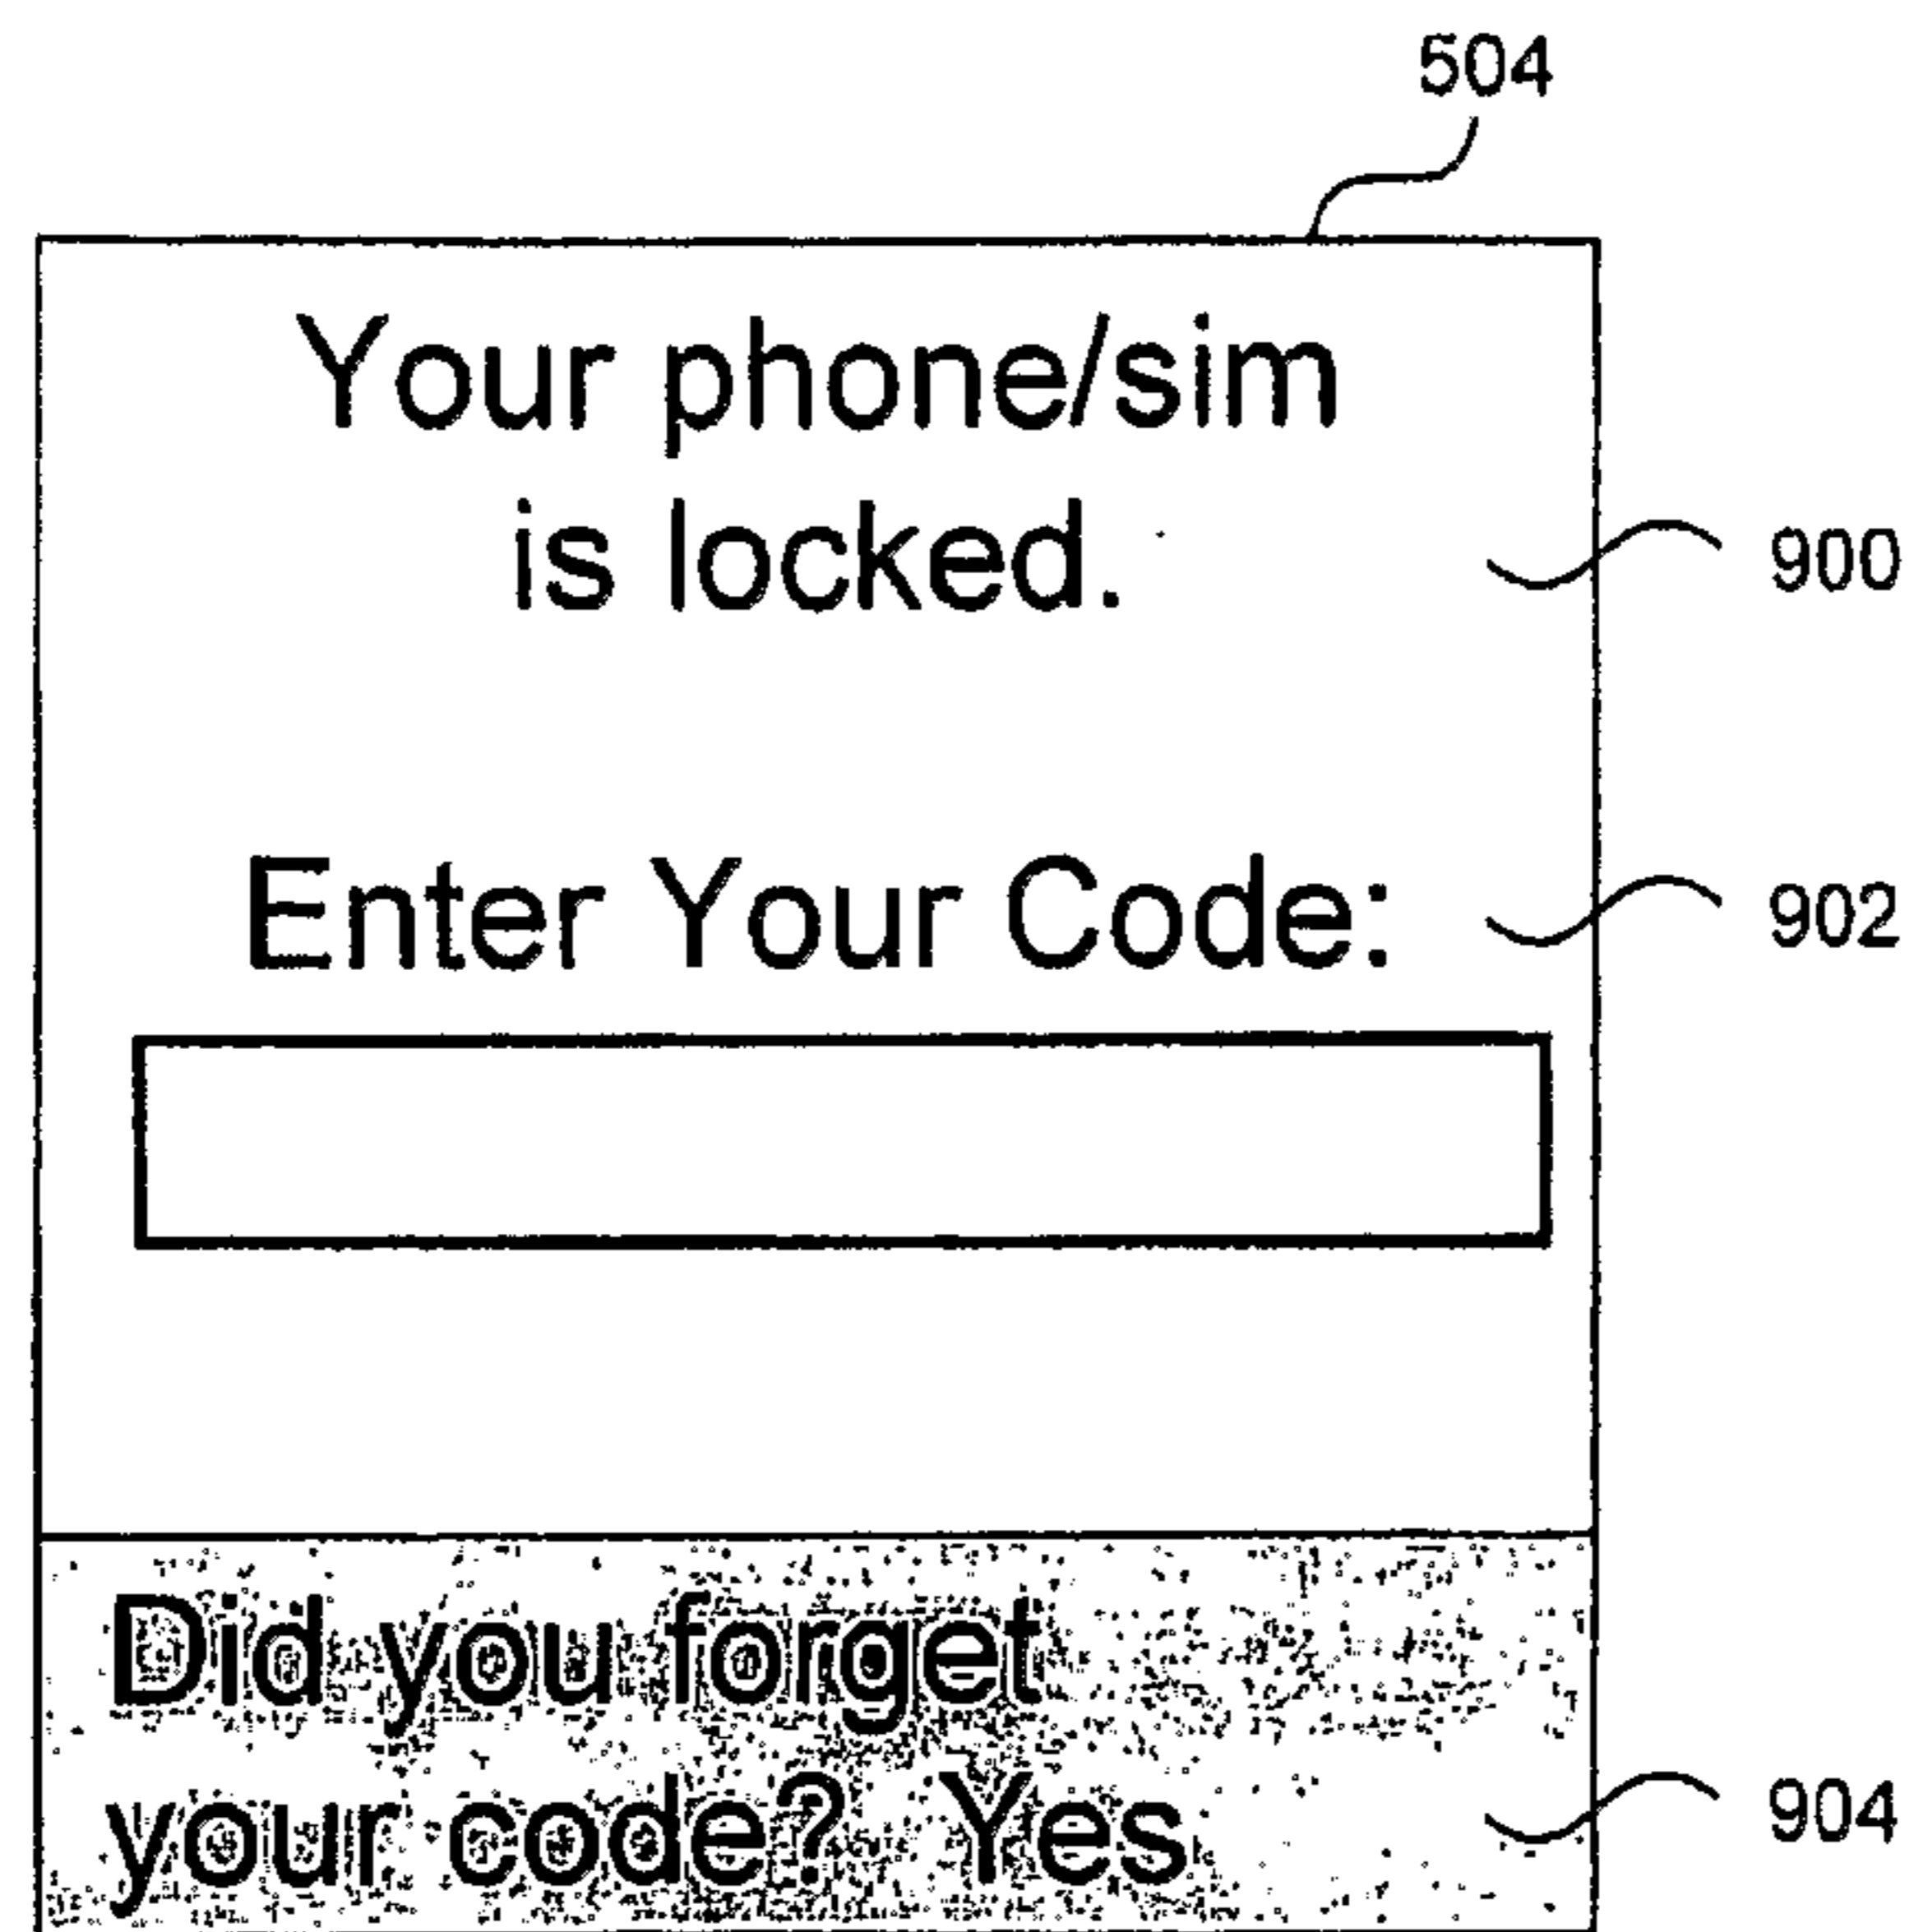 504
Your phone/sim
is locked.
900
Enter Your Code:
902
Did you forget
your code? Yes
904